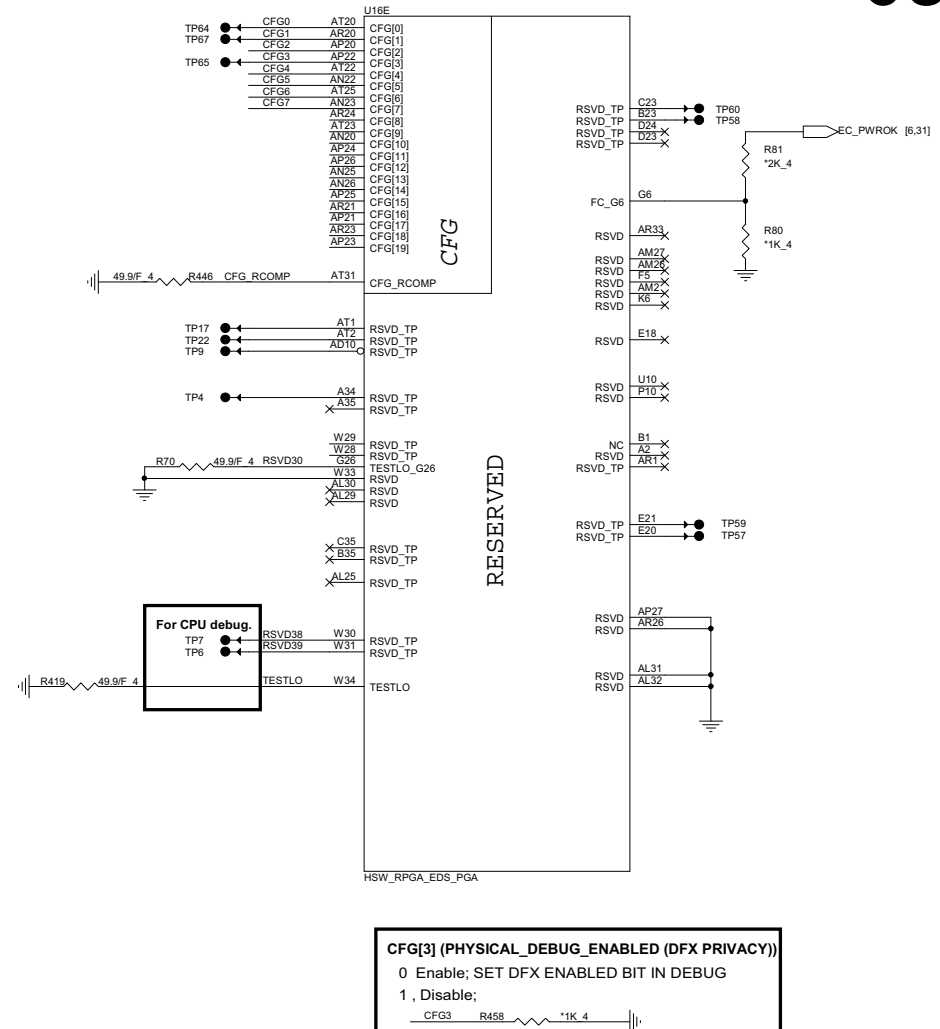 U16E
TP64 CFG0 AT20 CFG[0]
TP67 CFG1 AR20 CFG[1]
CFG2 AP20 CFG[2]
TP65 CFG3 AP22 CFG[3]
CFG4 AT22 CFG[4]
CFG5 AN22 CFG[5]
CFG6 AT25 CFG[6]
CFG7 AN23 CFG[7]
AR24 CFG[8]
AT23 CFG[9]
AN20 CFG[10]
AP24 CFG[11]
AP26 CFG[12]
AN25 CFG[13]
AN26 CFG[14]
AP25 CFG[15]
AR21 CFG[16]
AP21 CFG[17]
AR23 CFG[18]
AP23 CFG[19]
CFG
49.9/F_4 R446 CFG_RCOMP AT31 CFG_RCOMP
TP17 AT1 RSVD_TP
TP22 AT2 RSVD_TP
TP9 AD10 RSVD_TP
TP4 A34 RSVD_TP
A35 RSVD_TP
W29 RSVD_TP
W28 RSVD_TP
R70 49.9/F_4 RSVD30 G26 TESTLO_G26
W33 RSVD
AL30 RSVD
AL29 RSVD
C35 RSVD_TP
B35 RSVD_TP
AL25 RSVD_TP
For CPU debug.
TP7 RSVD38 W30 RSVD_TP
TP6 RSVD39 W31 RSVD_TP
R419 49.9/F_4 TESTLO W34 TESTLO
RESERVED
RSVD_TP C23 TP60
RSVD_TP B23 TP58
RSVD_TP D24
RSVD_TP D23
EC_PWROK [6,31]
R81
*2K_4
FC_G6 G6
R80
*1K_4
RSVD AR33
RSVD AM27
RSVD AM26
RSVD F5
RSVD AM2
RSVD K6
RSVD E18
RSVD U10
RSVD P10
NC B1
RSVD A2
RSVD_TP AR1
RSVD_TP E21 TP59
RSVD_TP E20 TP57
RSVD AP27
RSVD AR26
RSVD AL31
RSVD AL32
HSW_RPGA_EDS_PGA
CFG[3] (PHYSICAL_DEBUG_ENABLED (DFX PRIVACY))
0 Enable; SET DFX ENABLED BIT IN DEBUG
1 , Disable;
CFG3 R458 *1K_4